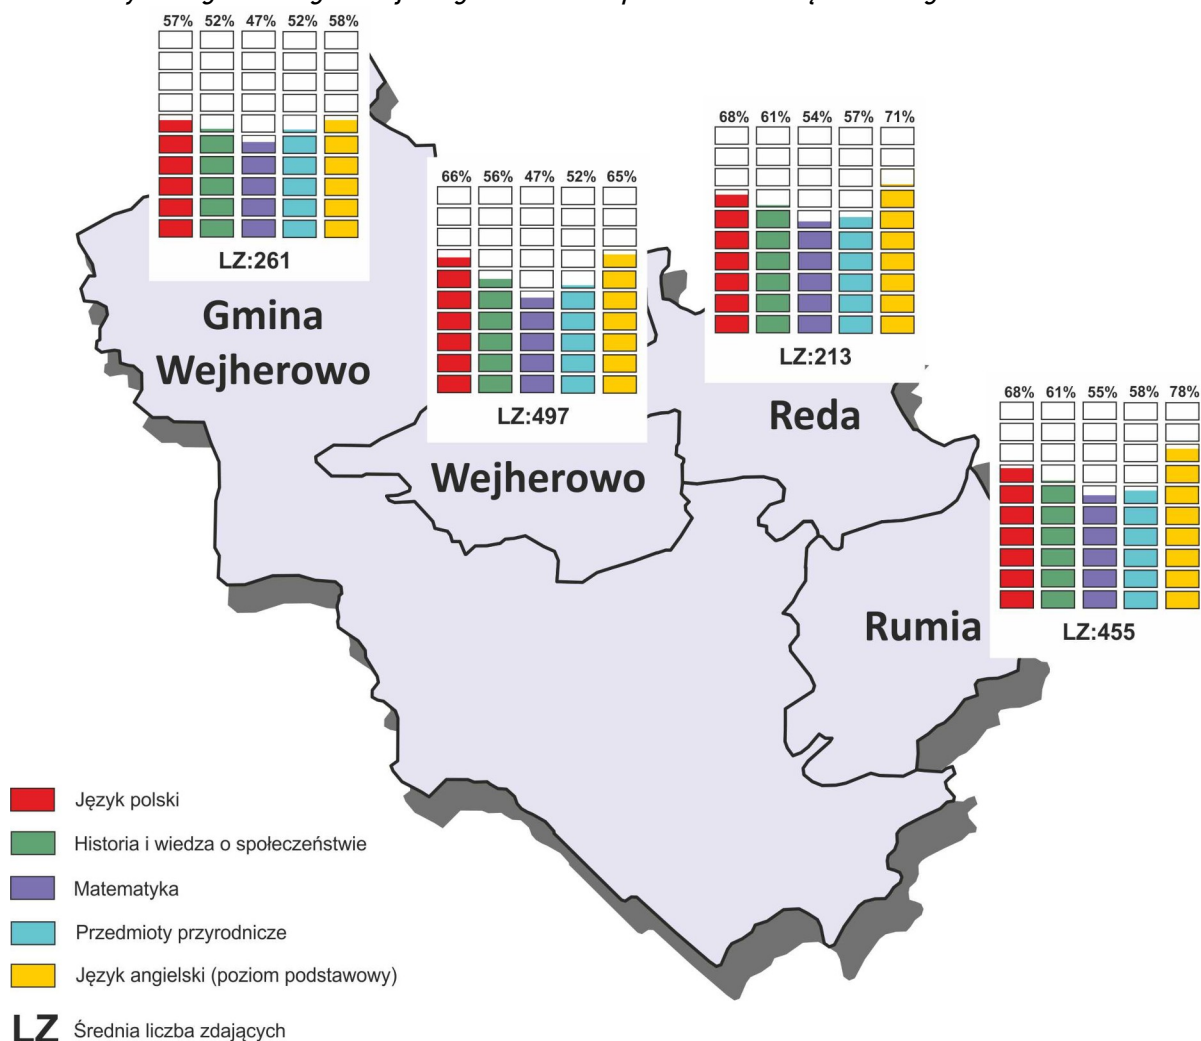 57% 52% 47% 52% 58%
LZ:261
Gmina
Wejherowo
66% 56% 47% 52% 65%
LZ:497
Wejherowo
68% 61% 54% 57% 71%
LZ:213
Reda
68% 61% 55% 58% 78%
LZ:455
Rumia
Język polski
Historia i wiedza o społeczeństwie
Matematyka
Przedmioty przyrodnicze
Język angielski (poziom podstawowy)
LZ Średnia liczba zdających